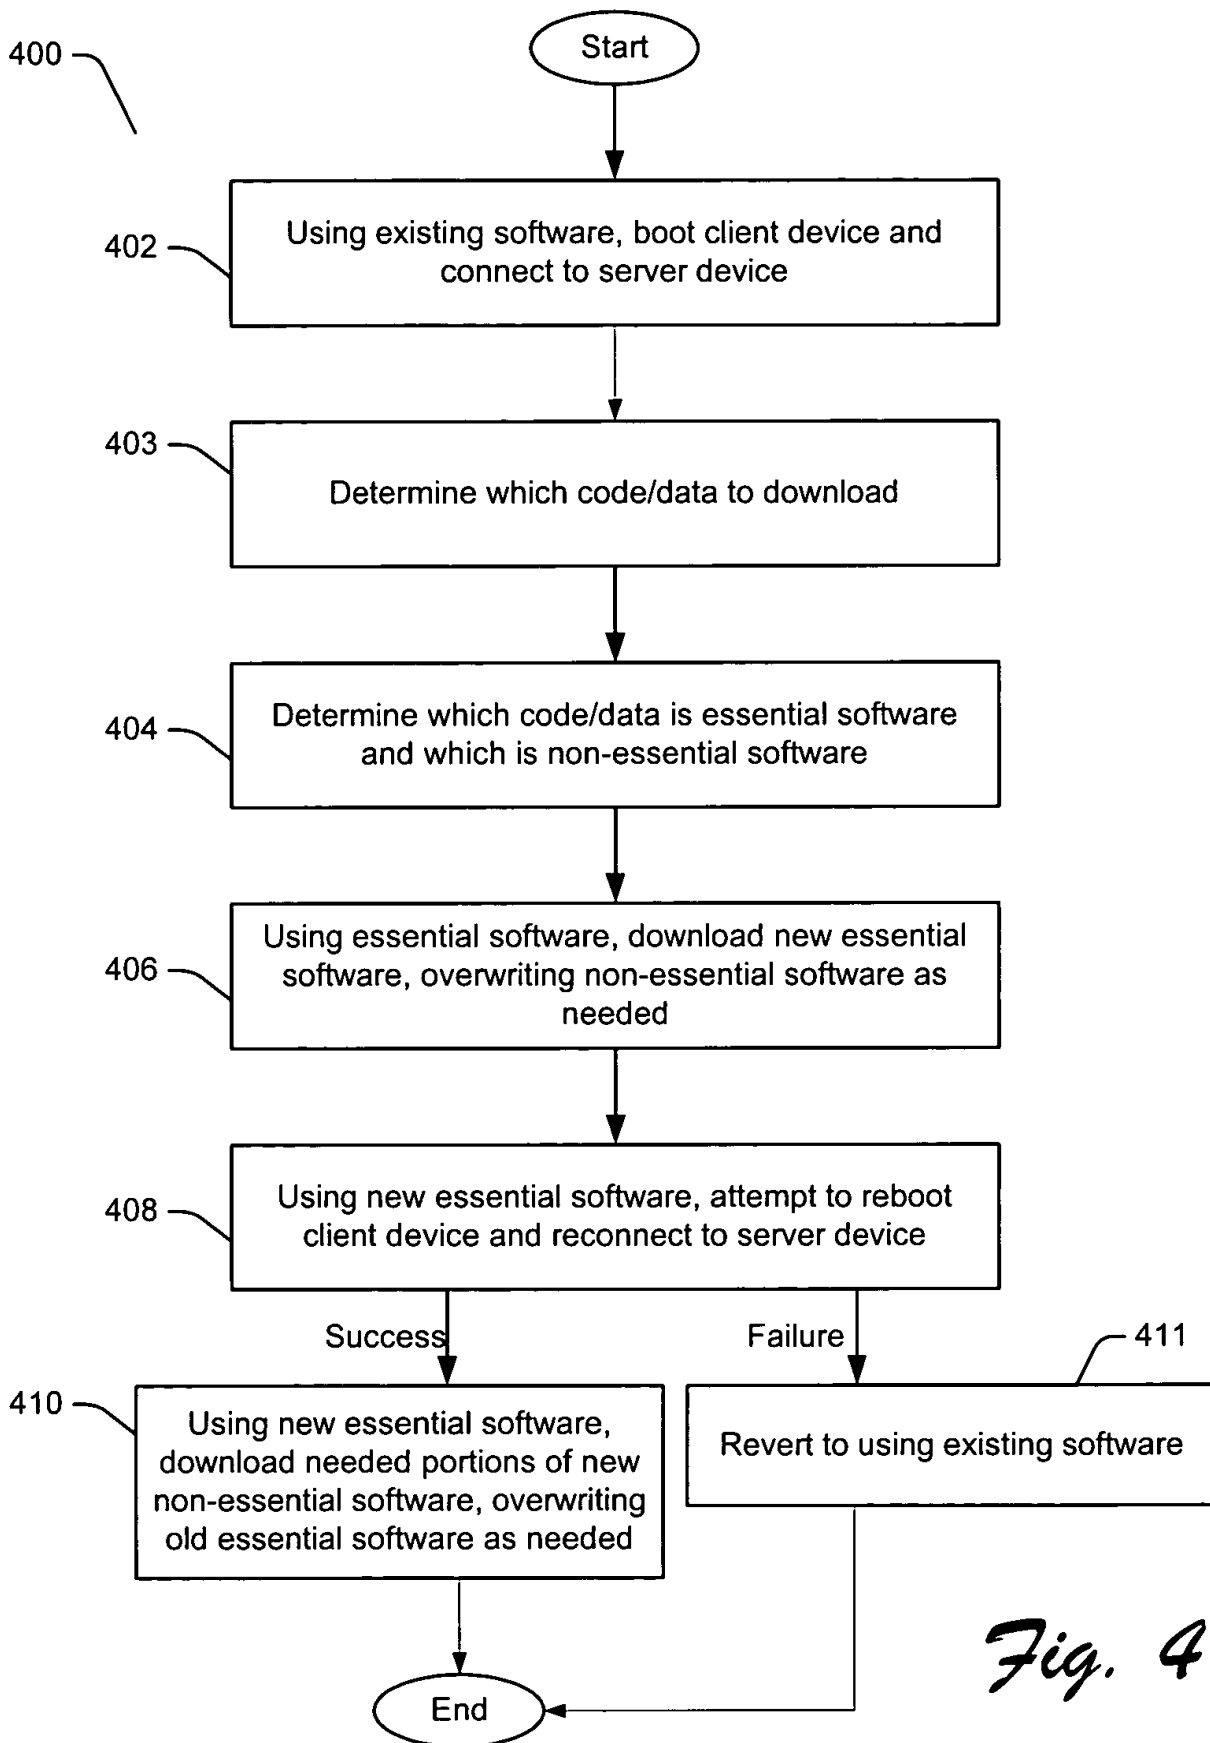 400
Start
402
Using existing software, boot client device and
connect to server device
403
Determine which code/data to download
404
Determine which code/data is essential software
and which is non-essential software
406
Using essential software, download new essential
software, overwriting non-essential software as
needed
408
Using new essential software, attempt to reboot
client device and reconnect to server device
Success
Failure
411
410
Using new essential software,
download needed portions of new
non-essential software, overwriting
old essential software as needed
Revert to using existing software
End
Fig. 4